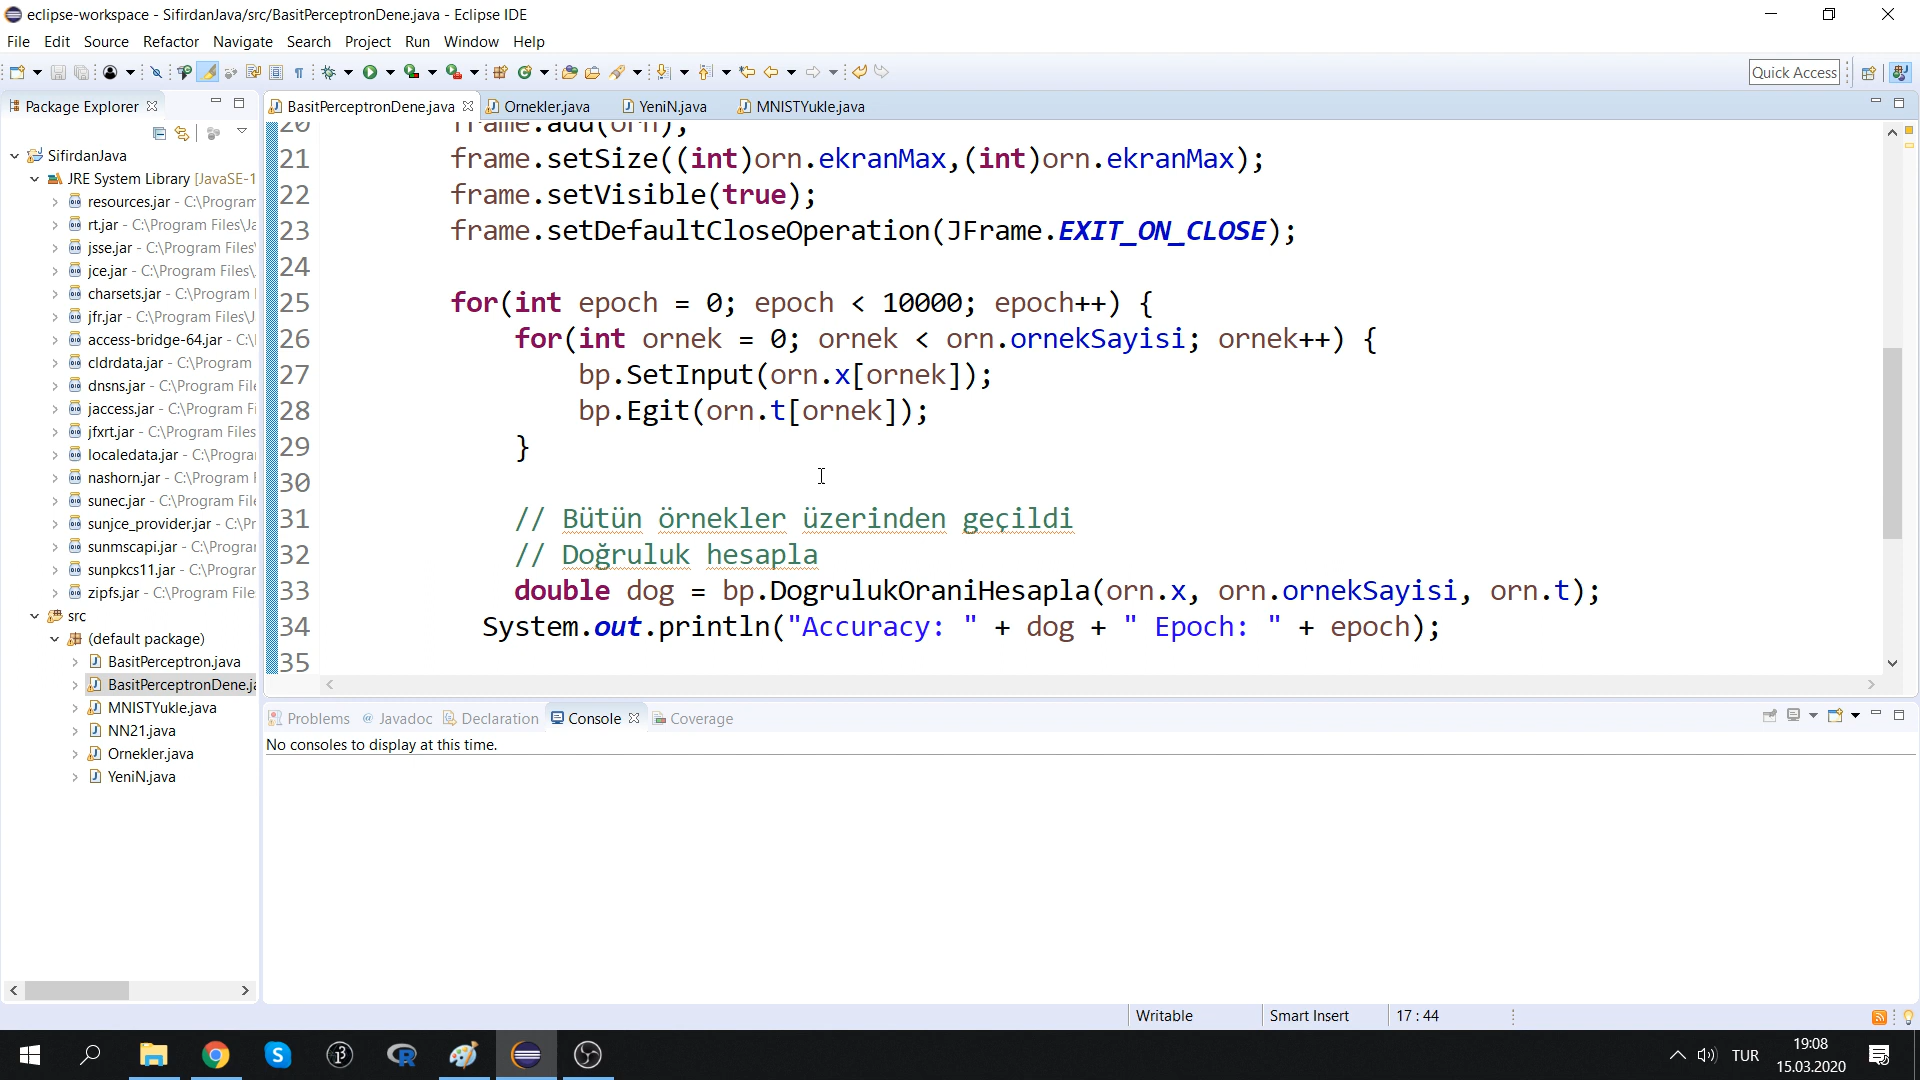 eclipse-workspace - SifirdanJava/src/BasitPerceptronDene.java - Eclipse IDE
File Edit Source Refactor Navigate Search Project Run Window Help
Quick Access
Package Explorer
BasitPerceptronDene.java Ornekler.java YeniN.java MNISTYukle.java
SifirdanJava
JRE System Library [JavaSE-1
resources.jar - C:\Program
rt.jar - C:\Program Files\Ja
jsse.jar - C:\Program Files\
jce.jar - C:\Program Files\
charsets.jar - C:\Program
jfr.jar - C:\Program Files\J
access-bridge-64.jar - C:\
cldrdata.jar - C:\Program
dnsns.jar - C:\Program File
jaccess.jar - C:\Program Fi
jfxrt.jar - C:\Program Files
localedata.jar - C:\Progra
nashorn.jar - C:\Program
sunec.jar - C:\Program File
sunjce_provider.jar - C:\Pr
sunmscapi.jar - C:\Progra
sunpkcs11.jar - C:\Progra
zipfs.jar - C:\Program File
src
(default package)
BasitPerceptron.java
BasitPerceptronDene.ja
MNISTYukle.java
NN21.java
Ornekler.java
YeniN.java
20 frame.add(orn);
21 frame.setSize((int)orn.ekranMax,(int)orn.ekranMax);
22 frame.setVisible(true);
23 frame.setDefaultCloseOperation(JFrame.EXIT_ON_CLOSE);
24
25 for(int epoch = 0; epoch < 10000; epoch++) {
26 for(int ornek = 0; ornek < orn.ornekSayisi; ornek++) {
27 bp.SetInput(orn.x[ornek]);
28 bp.Egit(orn.t[ornek]);
29 }
30
31 // Bütün örnekler üzerinden geçildi
32 // Doğruluk hesapla
33 double dog = bp.DogrulukOraniHesapla(orn.x, orn.ornekSayisi, orn.t);
34 System.out.println("Accuracy: " + dog + " Epoch: " + epoch);
35
Problems Javadoc Declaration Console Coverage
No consoles to display at this time.
Writable Smart Insert 17 : 44
TUR
19:08
15.03.2020